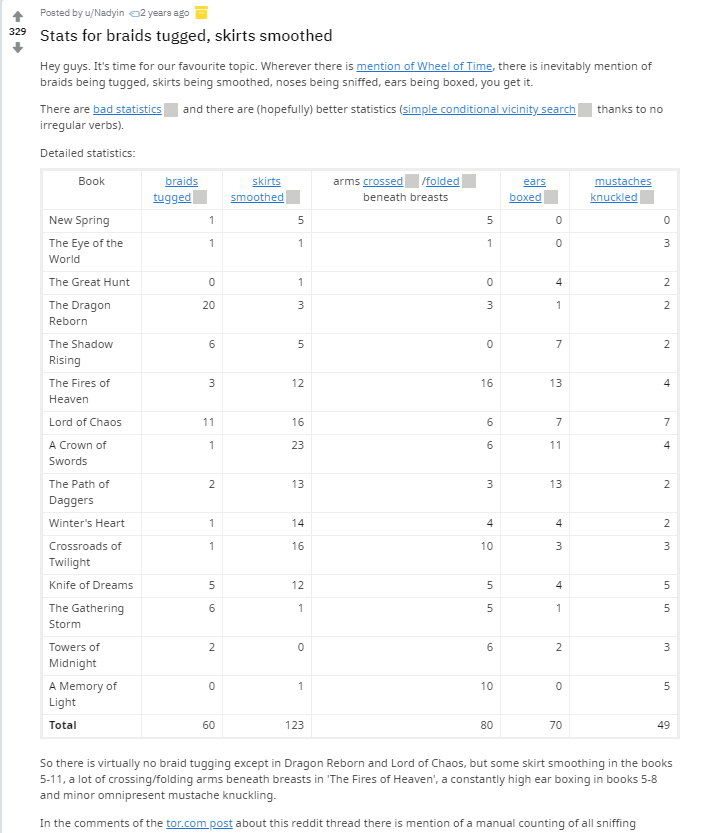 Posted by u/Nadyin 2 years ago
329
Stats for braids tugged, skirts smoothed
Hey guys. It's time for our favourite topic. Wherever there is mention of Wheel of Time, there is inevitably mention of
braids being tugged, skirts being smoothed, noses being sniffed, ears being boxed, you get it.
There are bad statistics and there are (hopefully) better statistics (simple conditional vicinity search thanks to no
irregular verbs).
Detailed statistics:
Book braids tugged skirts smoothed arms crossed /folded beneath breasts ears boxed mustaches knuckled
New Spring 1 5 5 0 0
The Eye of the World 1 1 1 0 3
The Great Hunt 0 1 0 4 2
The Dragon Reborn 20 3 3 1 2
The Shadow Rising 6 5 0 7 2
The Fires of Heaven 3 12 16 13 4
Lord of Chaos 11 16 6 7 7
A Crown of Swords 1 23 6 11 4
The Path of Daggers 2 13 3 13 2
Winter's Heart 1 14 4 4 2
Crossroads of Twilight 1 16 10 3 3
Knife of Dreams 5 12 5 4 5
The Gathering Storm 6 1 5 1 5
Towers of Midnight 2 0 6 2 3
A Memory of Light 0 1 10 0 5
Total 60 123 80 70 49
So there is virtually no braid tugging except in Dragon Reborn and Lord of Chaos, but some skirt smoothing in the books
5-11, a lot of crossing/folding arms beneath breasts in 'The Fires of Heaven', a constantly high ear boxing in books 5-8
and minor omnipresent mustache knuckling.
In the comments of the tor.com post about this reddit thread there is mention of a manual counting of all sniffing